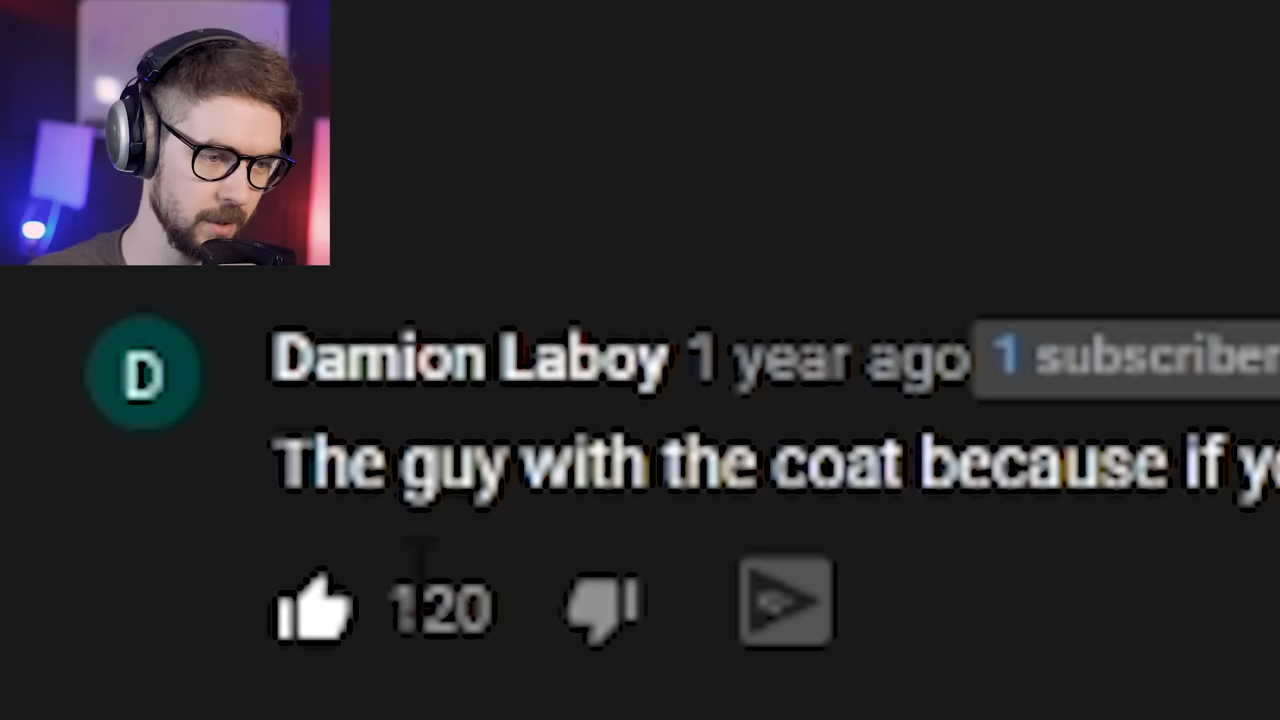 D
Damion Laboy 1 year ago 1 subscriber
The guy with the coat because if
120